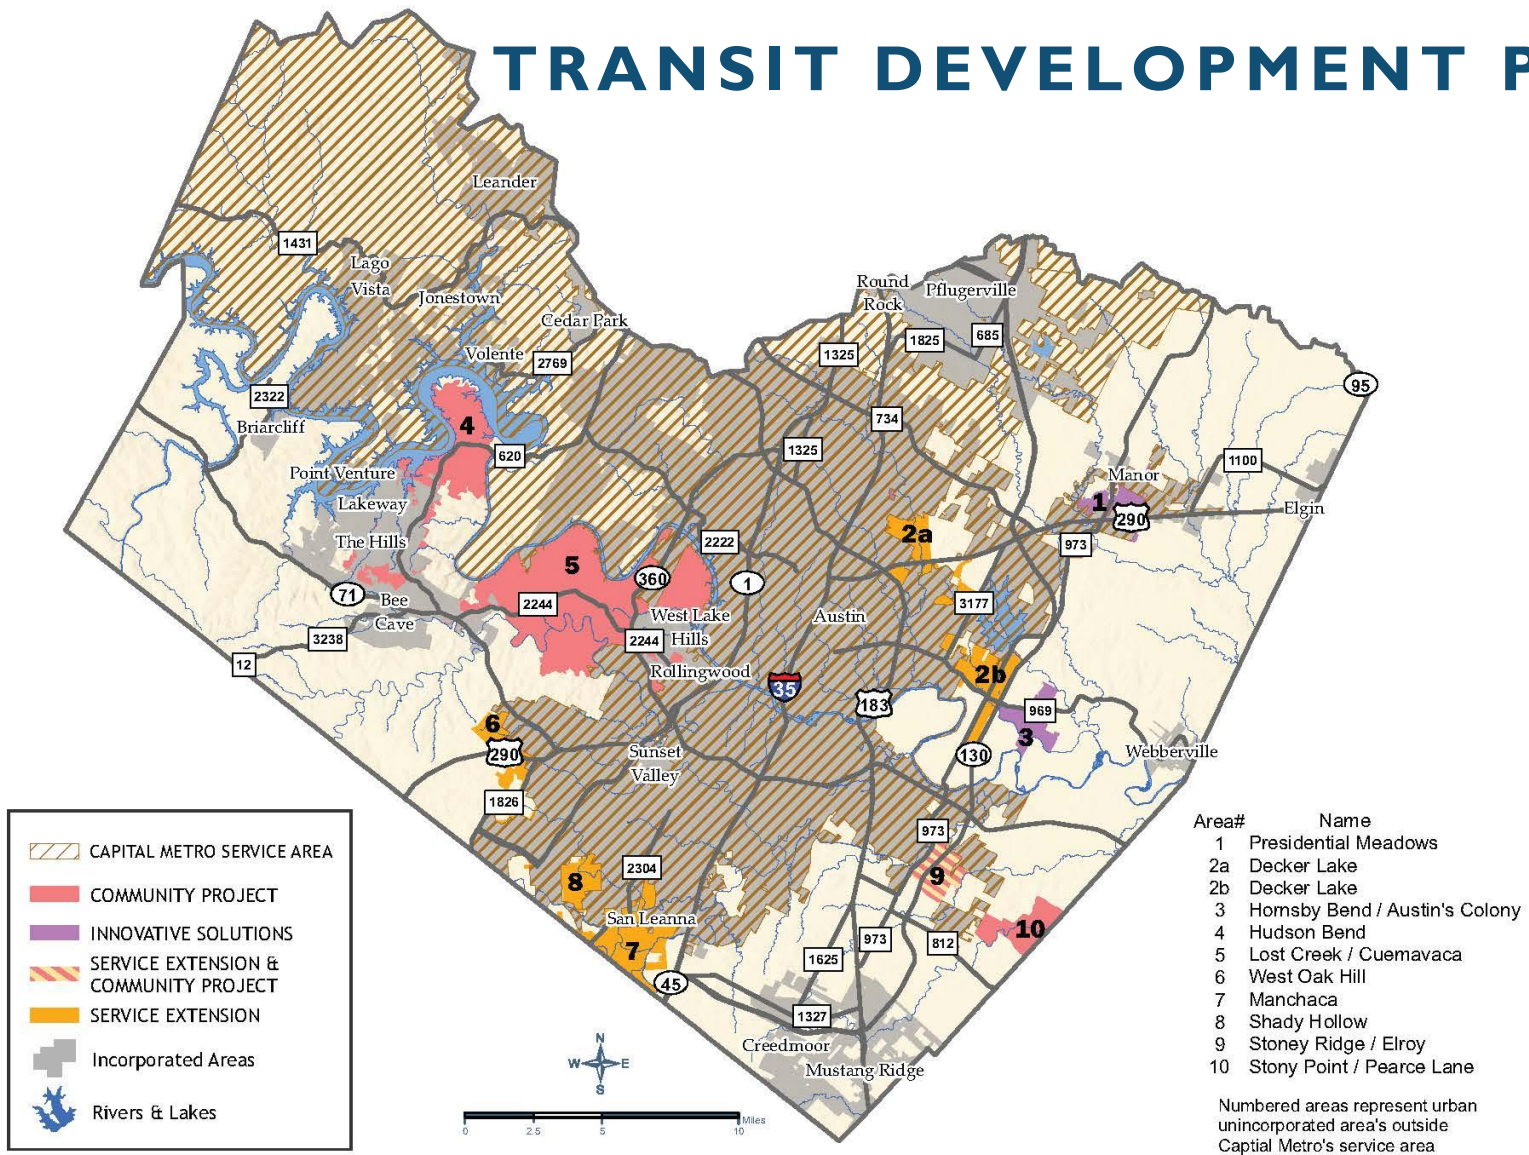 TRANSIT DEVELOPMENT P
Leander
1431
Lago
Vista
Jonestown
Cedar Park
Volente
2769
Round
Rock
Pflugerville
1825
685
1325
95
2322
Briarcliff
4
620
734
1325
Point Venture
Lakeway
The Hills
Manor
1100
1
290
Elgin
973
2a
2222
5
360
1
71
Bee
Cave
2244
3177
West Lake
Hills
Austin
3238
2244
12
Rollingwood
2b
35
183
969
3
6
290
Sunset
Valley
130
Webberville
1826
973
2304
8
9
San Leanna
7
10
973
812
1625
45
1327
Creedmoor
Mustang Ridge
CAPITAL METRO SERVICE AREA
COMMUNITY PROJECT
INNOVATIVE SOLUTIONS
SERVICE EXTENSION &
COMMUNITY PROJECT
SERVICE EXTENSION
Incorporated Areas
Rivers & Lakes
N
W E
S
Miles
0 2.5 5 10
Area# Name
1 Presidential Meadows
2a Decker Lake
2b Decker Lake
3 Hornsby Bend / Austin's Colony
4 Hudson Bend
5 Lost Creek / Cuernavaca
6 West Oak Hill
7 Manchaca
8 Shady Hollow
9 Stoney Ridge / Elroy
10 Stony Point / Pearce Lane
Numbered areas represent urban
unincorporated area's outside
Captial Metro's service area